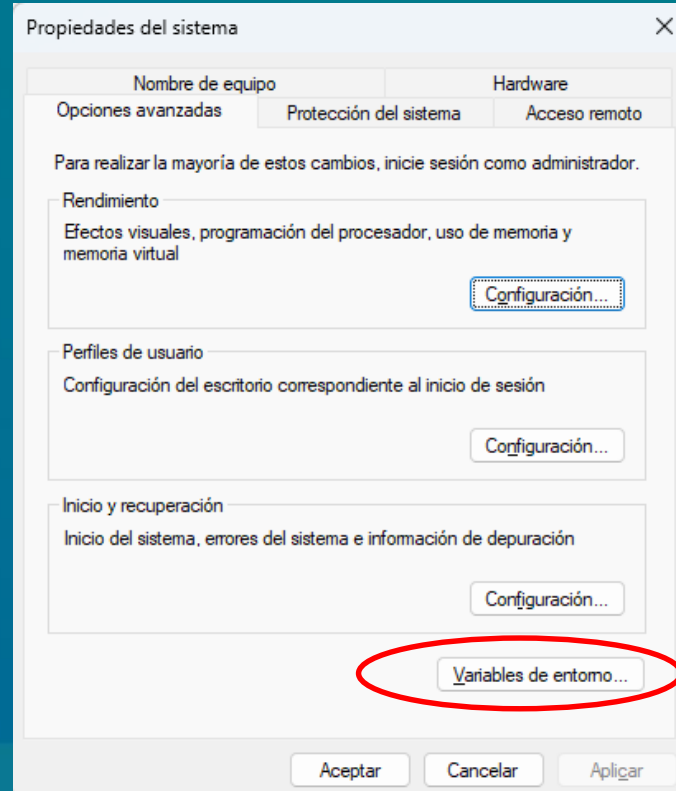 Propiedades del sistema
Nombre de equipo Hardware
Opciones avanzadas Protección del sistema Acceso remoto
Para realizar la mayoría de estos cambios, inicie sesión como administrador.
Rendimiento
Efectos visuales, programación del procesador, uso de memoria y
memoria virtual
Configuración...
Perfiles de usuario
Configuración del escritorio correspondiente al inicio de sesión
Configuración...
Inicio y recuperación
Inicio del sistema, errores del sistema e información de depuración
Configuración...
Variables de entorno...
Aceptar Cancelar Aplicar